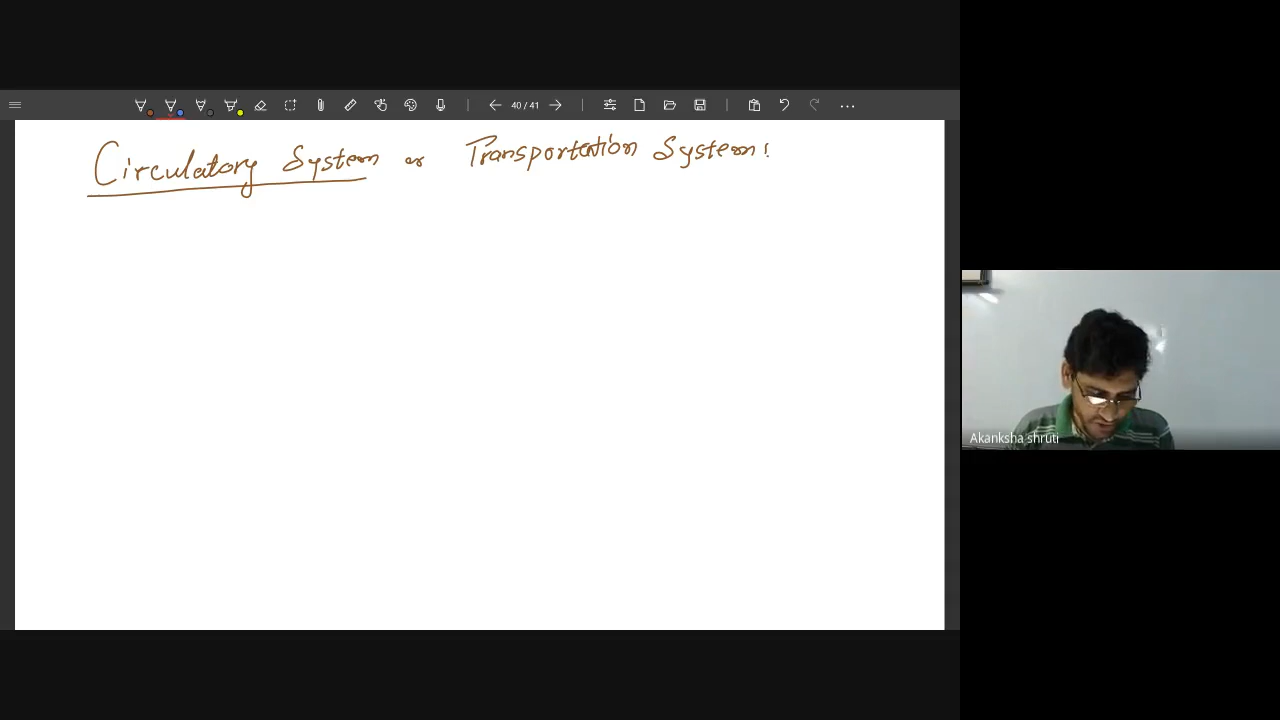 40 / 41
Circulatory System or Transportation System :
Akanksha shruti